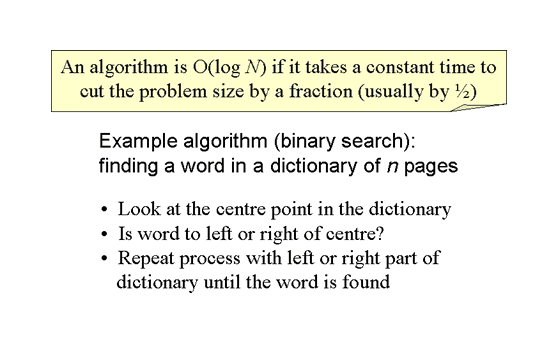 An algorithm is O(log N) if it takes a constant time to
cut the problem size by a fraction (usually by ½)
Example algorithm (binary search):
finding a word in a dictionary of n pages
• Look at the centre point in the dictionary
• Is word to left or right of centre?
• Repeat process with left or right part of
dictionary until the word is found